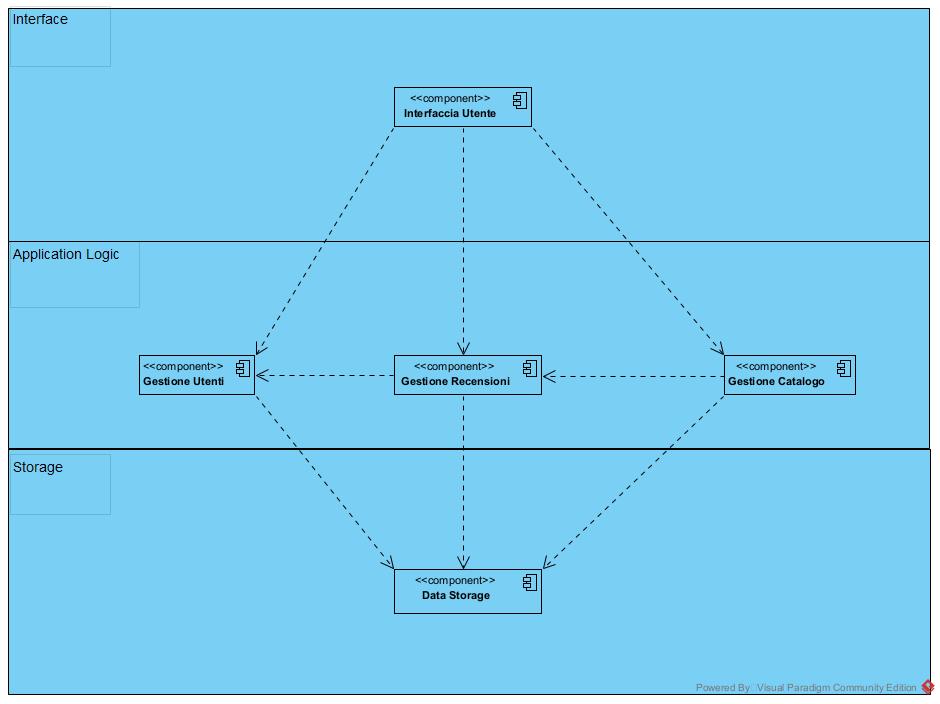 Interface
<<component>>
Interfaccia Utente
Application Logic
<<component>>
Gestione Utenti
<<component>>
Gestione Recensioni
<<component>>
Gestione Catalogo
Storage
<<component>>
Data Storage
Powered By Visual Paradigm Community Edition